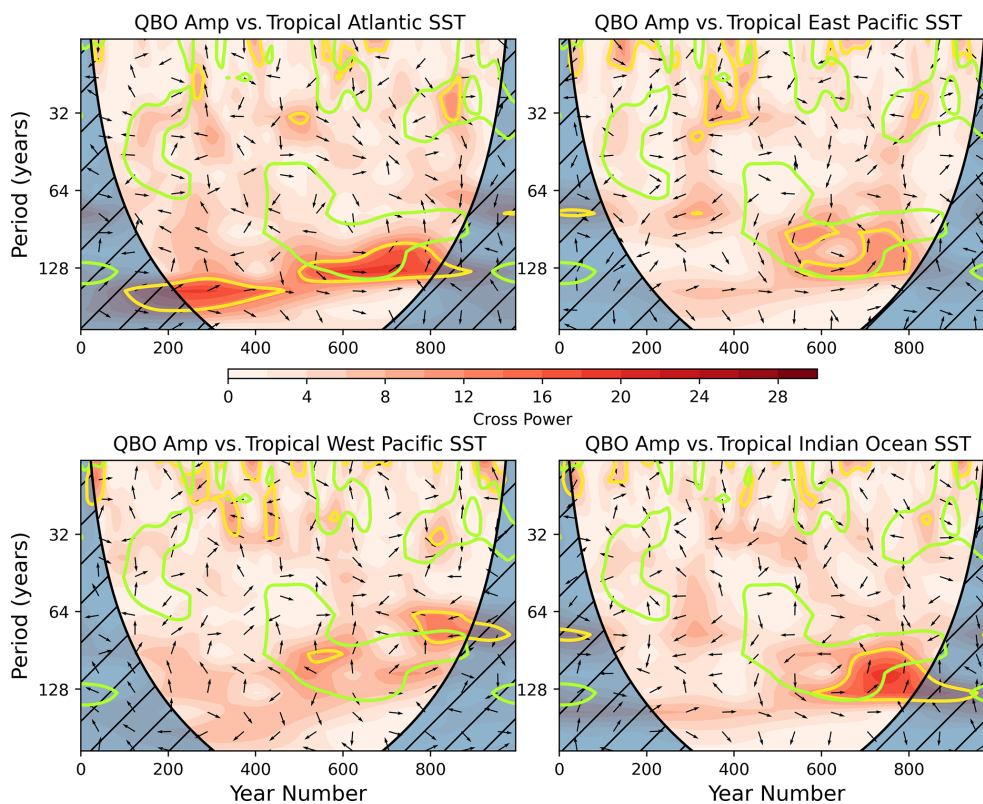 QBO Amp vs. Tropical Atlantic SST
QBO Amp vs. Tropical East Pacific SST
Period (years)
32
64
128
32
64
128
0 200 400 600 800
0 200 400 600 800
0 4 8 12 16 20 24 28
Cross Power
QBO Amp vs. Tropical West Pacific SST
QBO Amp vs. Tropical Indian Ocean SST
Period (years)
32
64
128
32
64
128
0 200 400 600 800
0 200 400 600 800
Year Number
Year Number